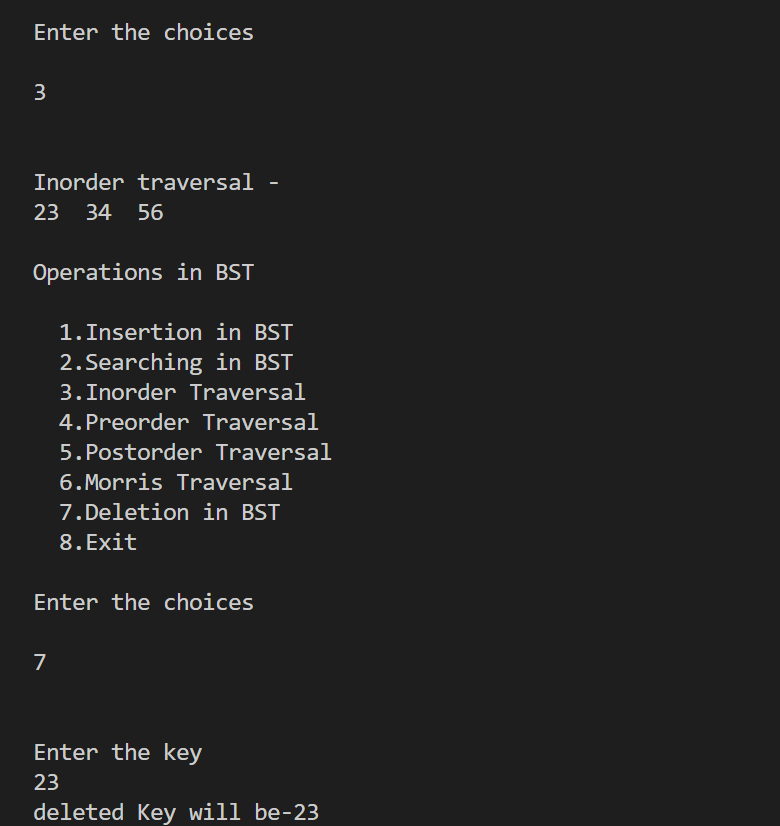 Enter the choices
3
Inorder traversal -
23  34  56
Operations in BST
1.Insertion in BST
2.Searching in BST
3.Inorder Traversal
4.Preorder Traversal
5.Postorder Traversal
6.Morris Traversal
7.Deletion in BST
8.Exit
Enter the choices
7
Enter the key
23
deleted Key will be-23